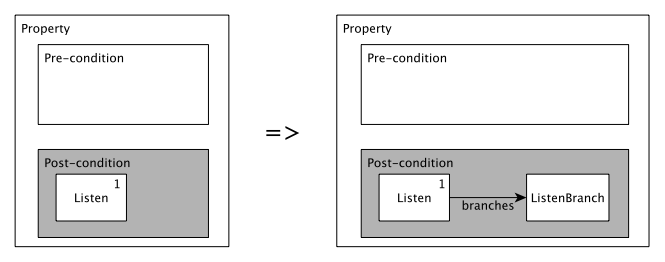 Property
Pre-condition
Post-condition
1
Listen
=>
Property
Pre-condition
Post-condition
1
Listen
branches
ListenBranch